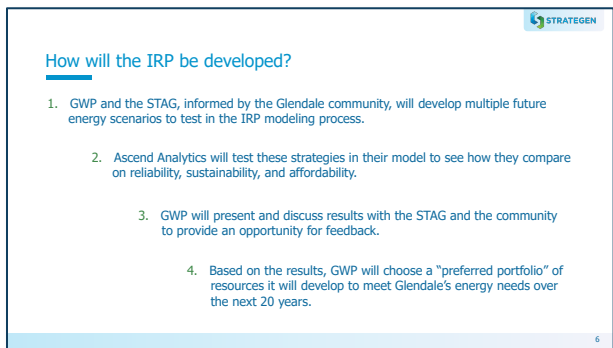 STRATEGEN
How will the IRP be developed?
1. GWP and the STAG, informed by the Glendale community, will develop multiple future
energy scenarios to test in the IRP modeling process.
2. Ascend Analytics will test these strategies in their model to see how they compare
on reliability, sustainability, and affordability.
3. GWP will present and discuss results with the STAG and the community
to provide an opportunity for feedback.
4. Based on the results, GWP will choose a “preferred portfolio” of
resources it will develop to meet Glendale’s energy needs over
the next 20 years.
6